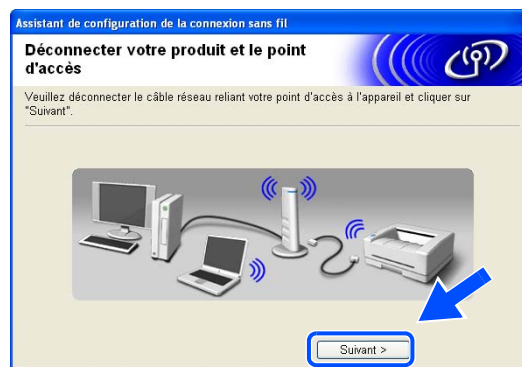 Assistant de configuration de la connexion sans fil
Déconnecter votre produit et le point
d'accès
Veuillez déconnecter le câble réseau reliant votre point d'accès à l'appareil et cliquer sur
"Suivant".
Suivant >